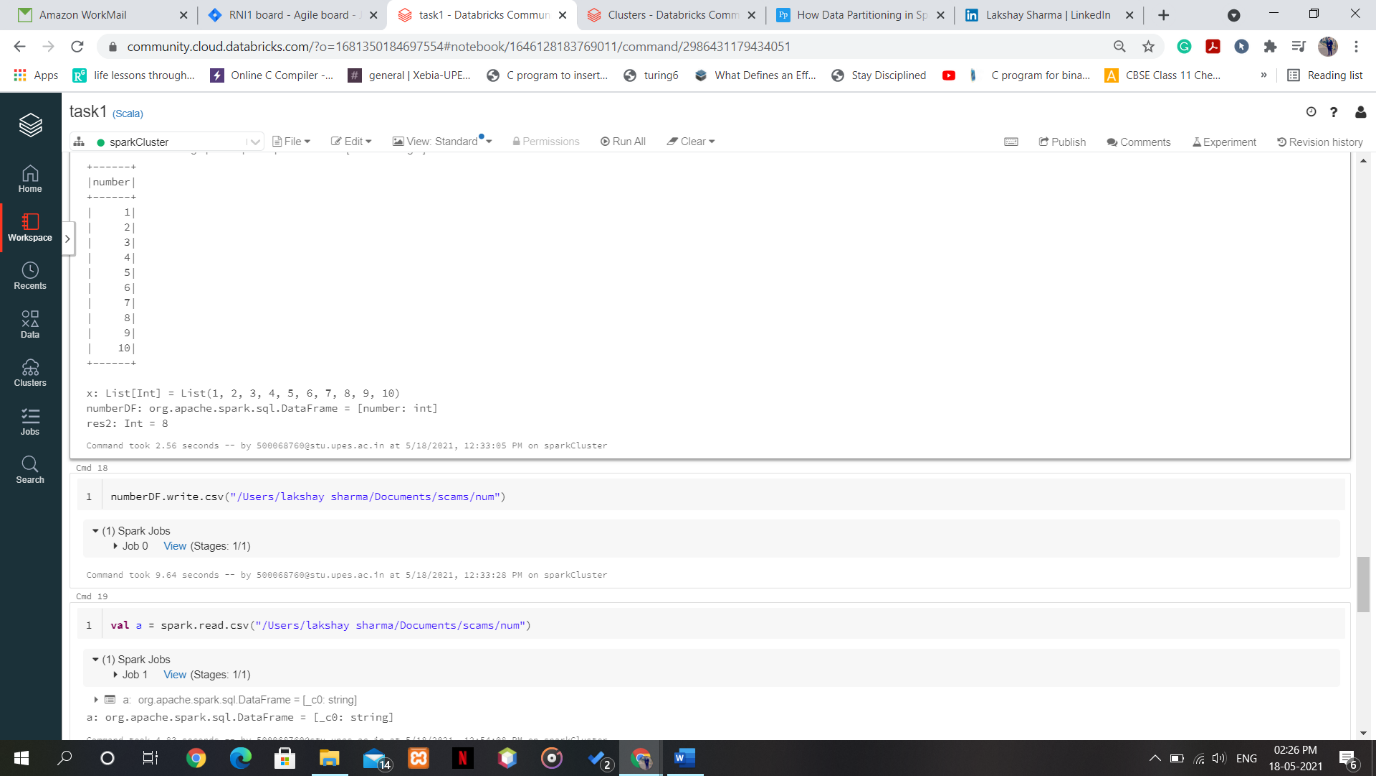 Amazon WorkMail
RNI1 board - Agile board -
task1 - Databricks Commun
Clusters - Databricks Comm
Pp How Data Partitioning in Sp
in Lakshay Sharma | LinkedIn
community.cloud.databricks.com/?o=1681350184697554#notebook/1646128183769011/command/2986431179434051
Apps
life lessons through...
Online C Compiler -...
# general | Xebia-UPE...
C program to insert...
turing6
What Defines an Eff...
Stay Disciplined
C program for bina...
A CBSE Class 11 Che...
»
Reading list
task1 (Scala)
sparkCluster
File
Edit
View: Standard
Permissions
Run All
Clear
Publish
Comments
Experiment
Revision history
Home
Workspace
Recents
Data
Clusters
Jobs
Search
+------+
|number|
+------+
| 1|
| 2|
| 3|
| 4|
| 5|
| 6|
| 7|
| 8|
| 9|
| 10|
+------+
x: List[Int] = List(1, 2, 3, 4, 5, 6, 7, 8, 9, 10)
numberDF: org.apache.spark.sql.DataFrame = [number: int]
res2: Int = 8
Command took 2.56 seconds -- by 500068760@stu.upes.ac.in at 5/18/2021, 12:33:05 PM on sparkCluster
Cmd 18
1 numberDF.write.csv("/Users/lakshay sharma/Documents/scams/num")
(1) Spark Jobs
Job 0 View (Stages: 1/1)
Command took 9.64 seconds -- by 500068760@stu.upes.ac.in at 5/18/2021, 12:33:28 PM on sparkCluster
Cmd 19
1 val a = spark.read.csv("/Users/lakshay sharma/Documents/scams/num")
(1) Spark Jobs
Job 1 View (Stages: 1/1)
a: org.apache.spark.sql.DataFrame = [_c0: string]
a: org.apache.spark.sql.DataFrame = [_c0: string]
14
N
2
W
ENG
02:26 PM
18-05-2021
6